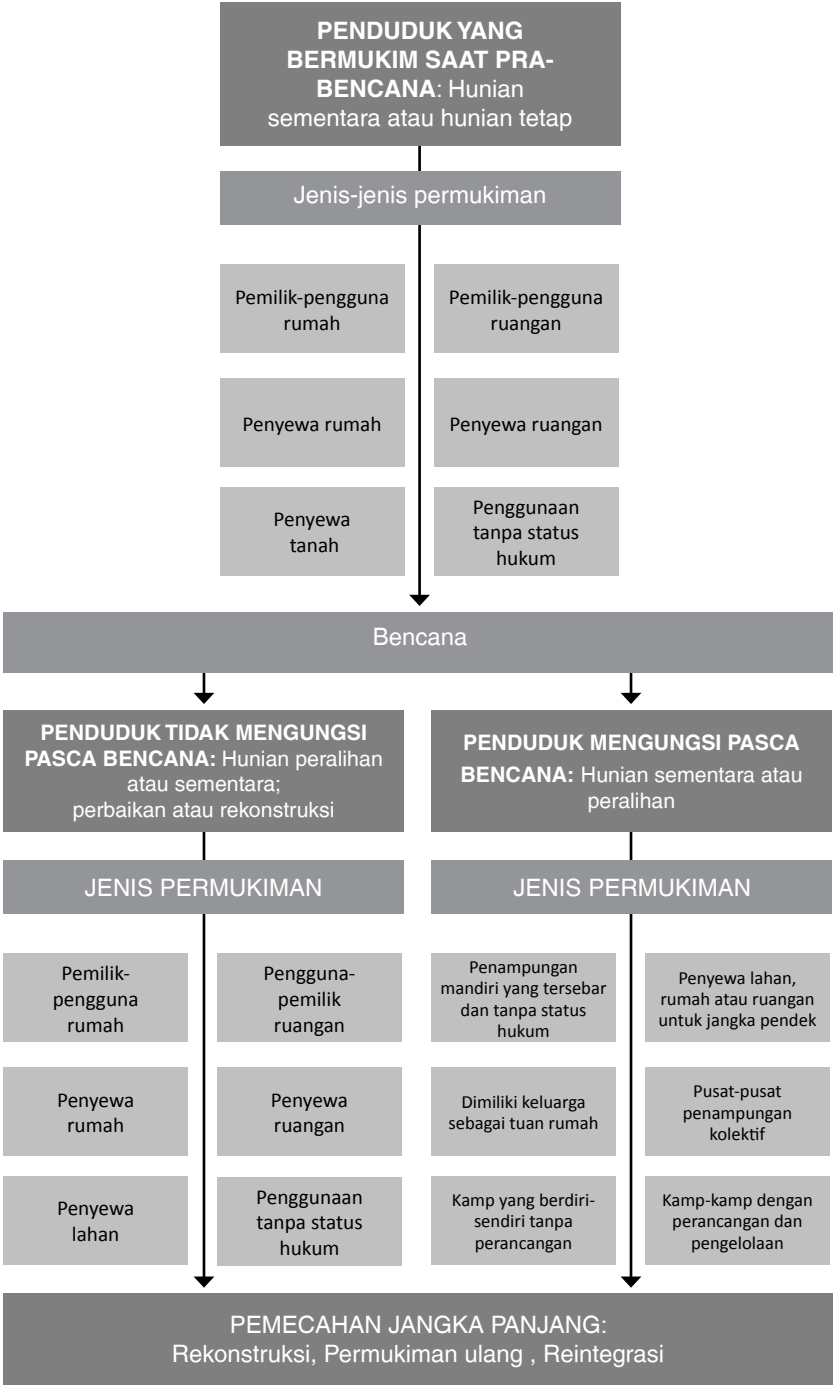 PENDUDUK YANG
BERMUKIM SAAT PRA-
BENCANA: Hunian
sementara atau hunian tetap
Jenis-jenis permukiman
Pemilik-pengguna
rumah
Pemilik-pengguna
ruangan
Penyewa rumah
Penyewa ruangan
Penyewa
tanah
Penggunaan
tanpa status
hukum
Bencana
PENDUDUK TIDAK MENGUNGSI
PASCA BENCANA: Hunian peralihan
atau sementara;
perbaikan atau rekonstruksi
PENDUDUK MENGUNGSI PASCA
BENCANA: Hunian sementara atau
peralihan
JENIS PERMUKIMAN
JENIS PERMUKIMAN
Pemilik-
pengguna
rumah
Pengguna-
pemilik
ruangan
Penampungan
mandiri yang tersebar
dan tanpa status
hukum
Penyewa lahan,
rumah atau ruangan
untuk jangka pendek
Penyewa
rumah
Penyewa
ruangan
Dimiliki keluarga
sebagai tuan rumah
Pusat-pusat
penampungan
kolektif
Penyewa
lahan
Penggunaan
tanpa status
hukum
Kamp yang berdiri-
sendiri tanpa
perancangan
Kamp-kamp dengan
perancangan dan
pengelolaan
PEMECAHAN JANGKA PANJANG:
Rekonstruksi, Permukiman ulang , Reintegrasi